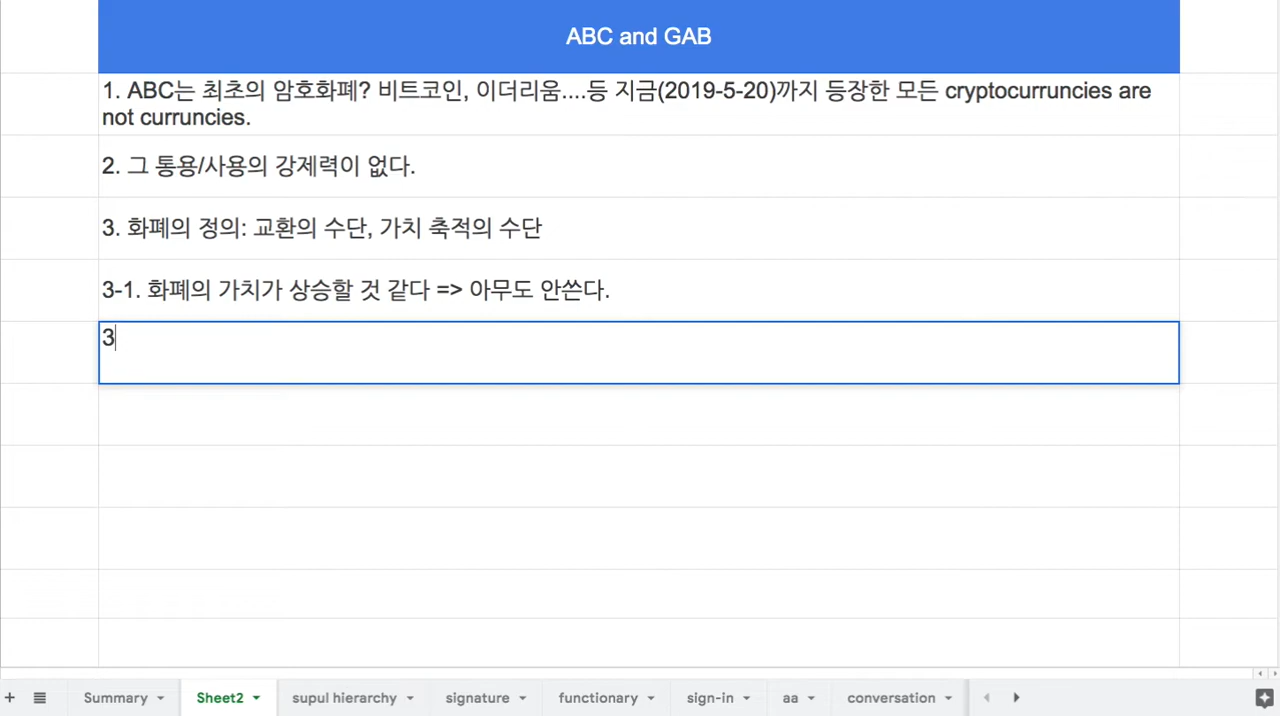 ABC and GAB
1. ABC는 최초의 암호화폐? 비트코인, 이더리움....등 지금(2019-5-20)까지 등장한 모든 cryptocurruncies are
not curruncies.
2. 그 통용/사용의 강제력이 없다.
3. 화폐의 정의: 교환의 수단, 가치 축적의 수단
3-1. 화폐의 가치가 상승할 것 같다 => 아무도 안쓴다.
3
Summary Sheet2 supul hierarchy signature functionary sign-in aa conversation